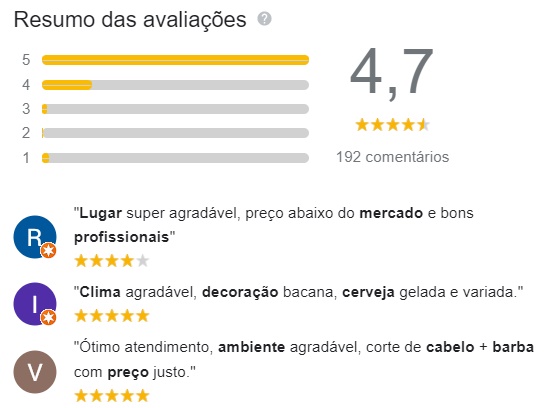 Resumo das avaliações ?
5
4
3
2
1
4,7
192 comentários
R
"Lugar super agradável, preço abaixo do mercado e bons
profissionais"
I
"Clima agradável, decoração bacana, cerveja gelada e variada."
V
"Ótimo atendimento, ambiente agradável, corte de cabelo + barba
com preço justo."